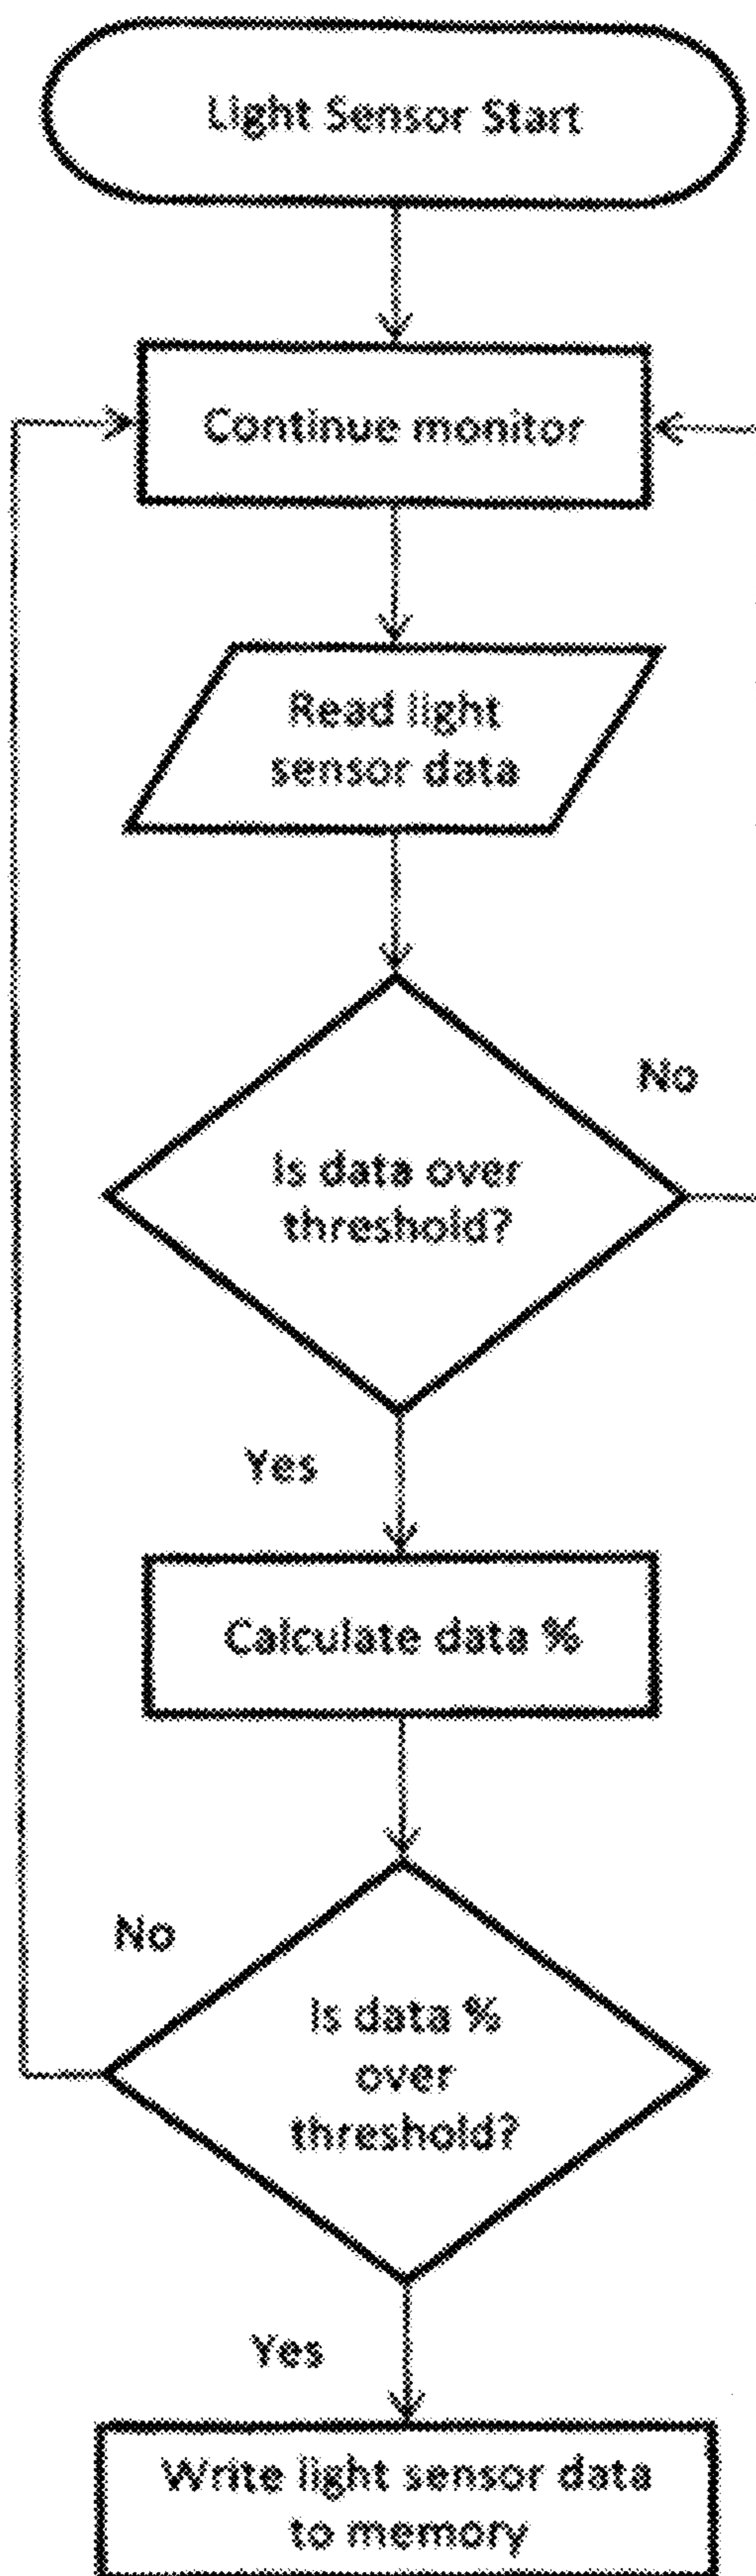 Light Sensor Start
Continue monitor
Read light
sensor data
No
Is data over
threshold?
Yes
Calculate data %
No
Is data %
over
threshold?
Yes
Write light sensor data
to memory